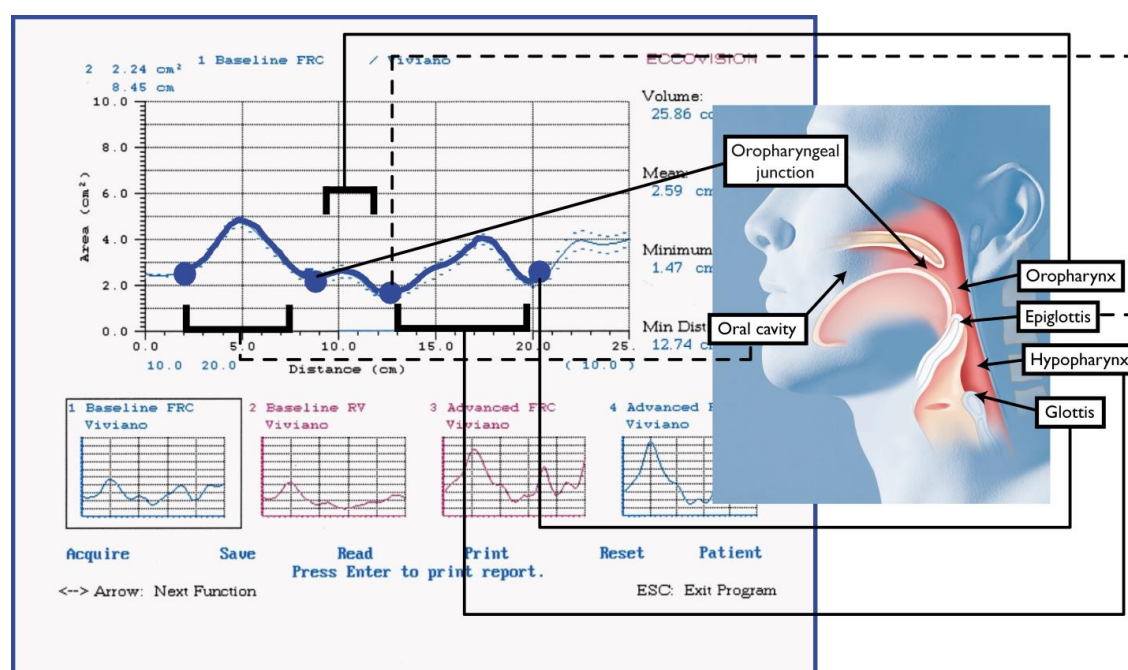 1 Baseline FRC / Viviano ECCOVISION
2 2.24 cm²
8.45 cm
Volume:
25.86
Mean:
2.59 cm
Minimum
1.47 cm
Min Dist
12.74
Area (cm²)
10.0
8.0
6.0
4.0
2.0
0.0
0.0 5.0 10.0 15.0 20.0 25.
10.0 20.0 Distance (cm) (10.0
Oropharyngeal
junction
Oropharynx
Oral cavity
Epiglottis
Hypopharynx
Glottis
1 Baseline FRC
Viviano
2 Baseline RV
Viviano
3 Advanced FRC
Viviano
4 Advanced
Viviano
Acquire Save Read Print Reset Patient
Press Enter to print report.
<--> Arrow: Next Function ESC: Exit Program